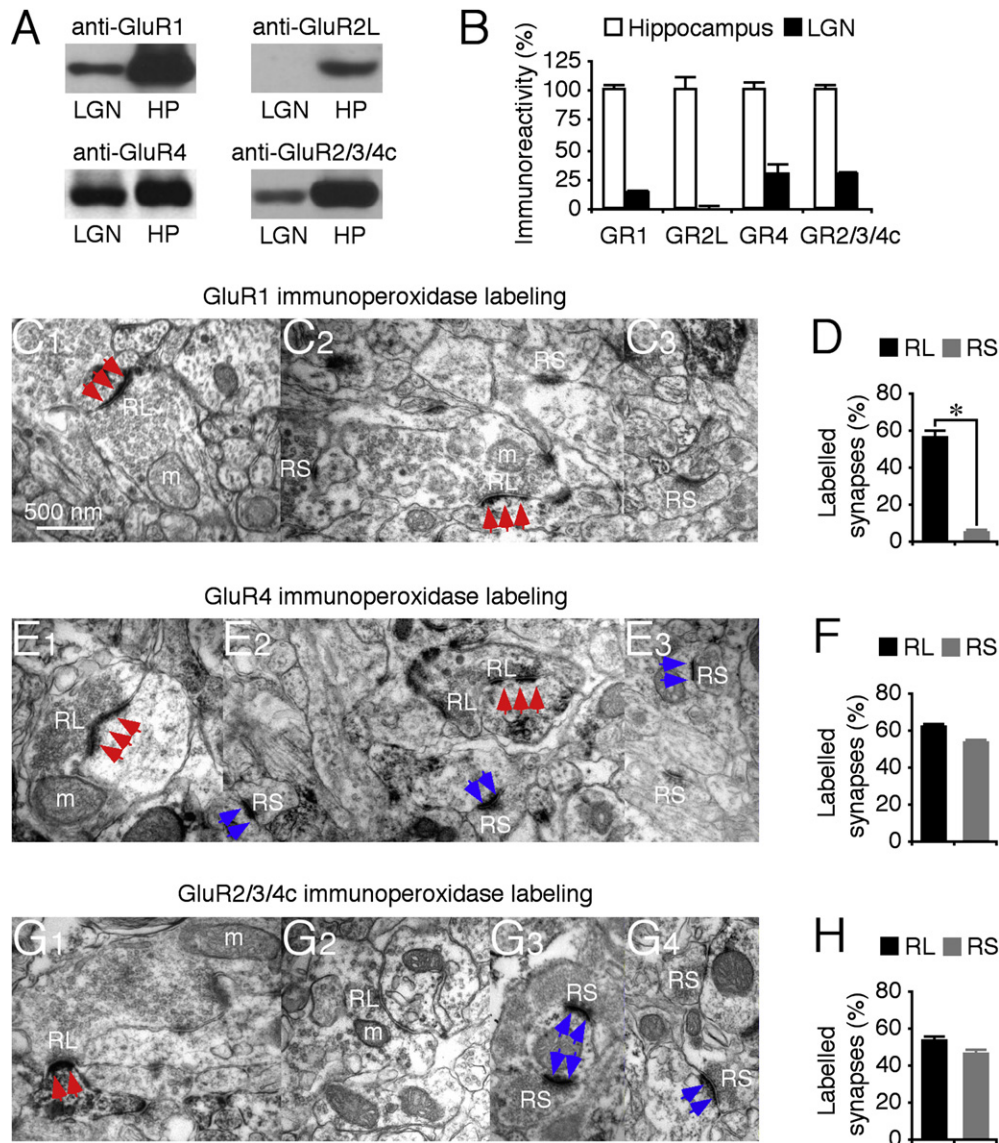 A
anti-GluR1
LGN HP
anti-GluR2L
LGN HP
anti-GluR4
LGN HP
anti-GluR2/3/4c
LGN HP
B
Hippocampus LGN
Immunoreactivity (%)
125
100
75
50
25
0
GR1 GR2L GR4 GR2/3/4c
GluR1 immunoperoxidase labeling
C1
RL
m
500 nm
C2
RS
RS
m
RL
C3
RS
D
RL RS
Labelled
synapses (%)
80
60
40
20
0
*
GluR4 immunoperoxidase labeling
E1
RL
m
E2
RL
RL
RS
RS
E3
RS
RS
F
RL RS
Labelled
synapses (%)
80
60
40
20
0
GluR2/3/4c immunoperoxidase labeling
G1
m
RL
G2
RL
m
G3
RS
RS
G4
RS
RS
H
RL RS
Labelled
synapses (%)
80
60
40
20
0